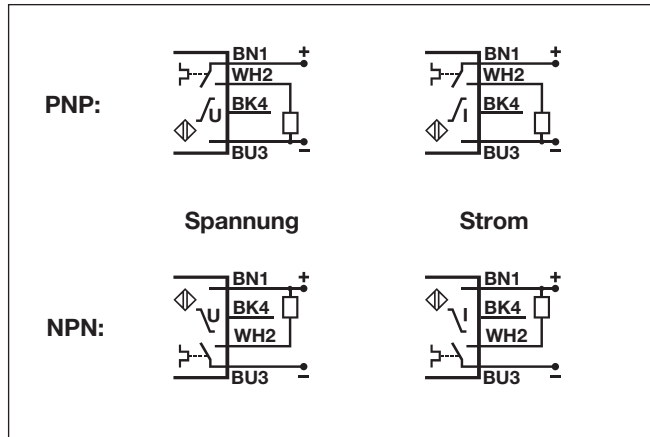 BN1 +
WH2
PNP: U BK4
BU3 −
BN1 +
WH2
I BK4
BU3 −
Spannung Strom
BN1 +
BK4
NPN: U
WH2
BU3 −
BN1 +
BK4
I
WH2
BU3 −